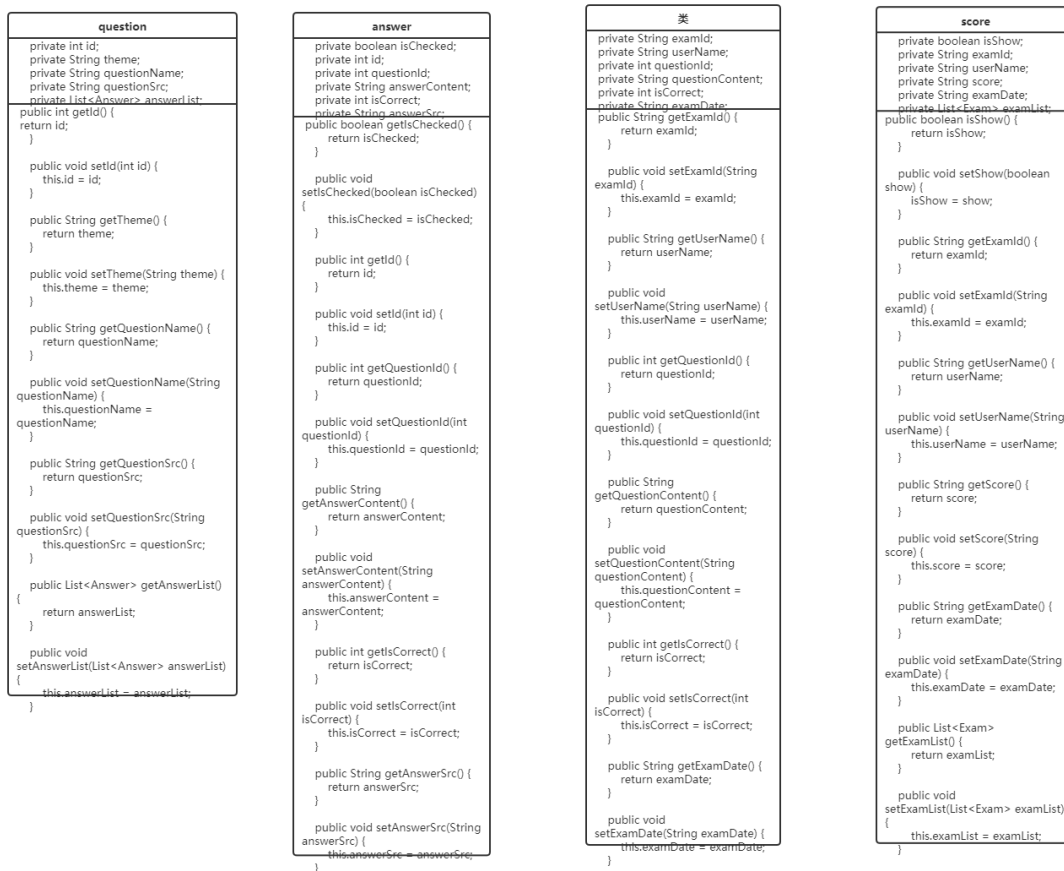 question
private int id;
private String theme;
private String questionName;
private String questionSrc;
private List<Answer> answerList;
public int getId() {
return id;
}
public void setId(int id) {
this.id = id;
}
public String getTheme() {
return theme;
}
public void setTheme(String theme) {
this.theme = theme;
}
public String getQuestionName() {
return questionName;
}
public void setQuestionName(String
questionName) {
this.questionName =
questionName;
}
public String getQuestionSrc() {
return questionSrc;
}
public void setQuestionSrc(String
questionSrc) {
this.questionSrc = questionSrc;
}
public List<Answer> getAnswerList()
{
return answerList;
}
public void
setAnswerList(List<Answer> answerList)
{
this.answerList = answerList;
}
answer
private boolean isChecked;
private int id;
private int questionId;
private String answerContent;
private int isCorrect;
private String answerSrc;
public boolean getIsChecked() {
return isChecked;
}
public void
setIsChecked(boolean isChecked)
{
this.isChecked = isChecked;
}
public int getId() {
return id;
}
public void setId(int id) {
this.id = id;
}
public int getQuestionId() {
return questionId;
}
public void setQuestionId(int
questionId) {
this.questionId = questionId;
}
public String
getAnswerContent() {
return answerContent;
}
public void
setAnswerContent(String
answerContent) {
this.answerContent =
answerContent;
}
public int getIsCorrect() {
return isCorrect;
}
public void setIsCorrect(int
isCorrect) {
this.isCorrect = isCorrect;
}
public String getAnswerSrc() {
return answerSrc;
}
public void setAnswerSrc(String
answerSrc) {
this.answerSrc = answerSrc;
}
类
private String examId;
private String userName;
private int questionId;
private String questionContent;
private int isCorrect;
private String examDate;
public String getExamId() {
return examId;
}
public void setExamId(String
examId) {
this.examId = examId;
}
public String getUserName() {
return userName;
}
public void
setUserName(String userName) {
this.userName = userName;
}
public int getQuestionId() {
return questionId;
}
public void setQuestionId(int
questionId) {
this.questionId = questionId;
}
public String
getQuestionContent() {
return questionContent;
}
public void
setQuestionContent(String
questionContent) {
this.questionContent =
questionContent;
}
public int getIsCorrect() {
return isCorrect;
}
public void setIsCorrect(int
isCorrect) {
this.isCorrect = isCorrect;
}
public String getExamDate() {
return examDate;
}
public void
setExamDate(String examDate) {
this.examDate = examDate;
}
score
private boolean isShow;
private String examId;
private String userName;
private String score;
private String examDate;
private List<Exam> examList;
public boolean isShow() {
return isShow;
}
public void setShow(boolean
show) {
isShow = show;
}
public String getExamId() {
return examId;
}
public void setExamId(String
examId) {
this.examId = examId;
}
public String getUserName() {
return userName;
}
public void setUserName(String
userName) {
this.userName = userName;
}
public String getScore() {
return score;
}
public void setScore(String
score) {
this.score = score;
}
public String getExamDate() {
return examDate;
}
public void setExamDate(String
examDate) {
this.examDate = examDate;
}
public List<Exam>
getExamList() {
return examList;
}
public void
setExamList(List<Exam> examList)
{
this.examList = examList;
}